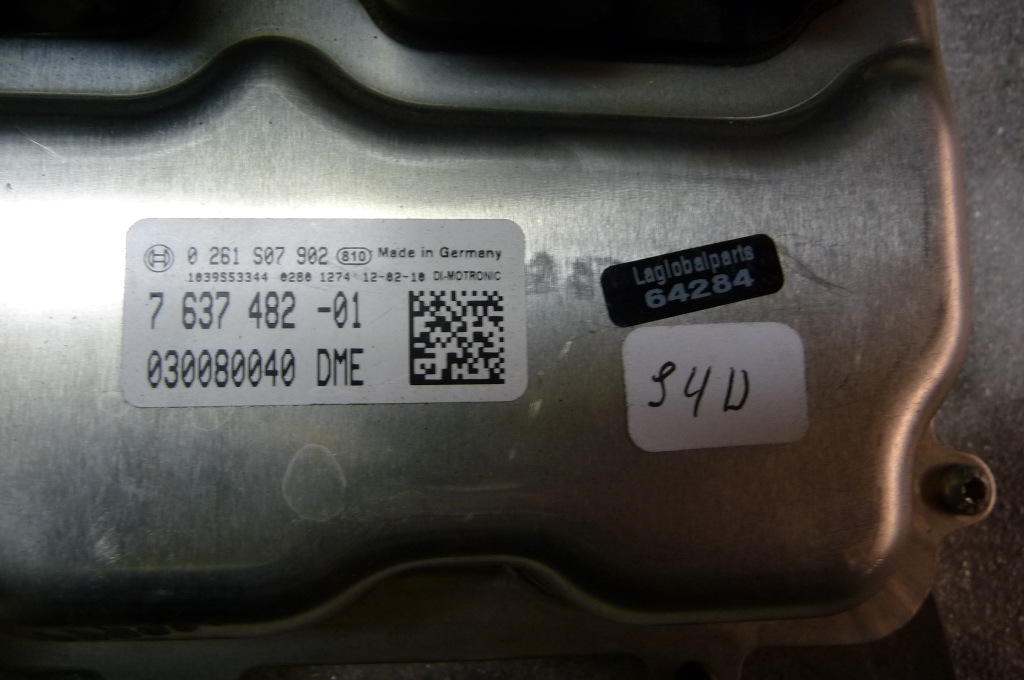 0 261 S07 902 810 Made in Germany
1039S53344 0280 1274 12-02-10 DI-MOTRONIC
7 637 482 -01
030080040 DME
Laglobalparts
64284
94D